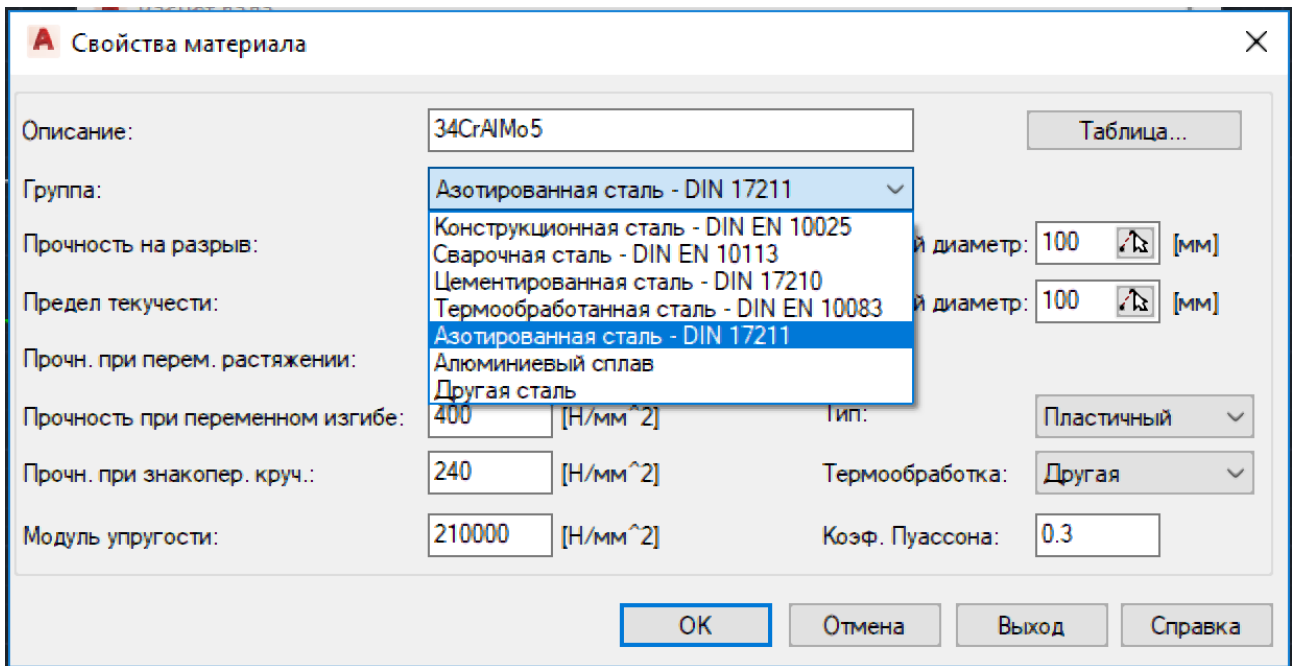 Свойства материала
Описание: 34CrAlMo5 Таблица...
Группа: Азотированная сталь - DIN 17211
Конструкционная сталь - DIN EN 10025
Прочность на разрыв: й диаметр: 100 [мм]
Сварочная сталь - DIN EN 10113
Цементированная сталь - DIN 17210
Предел текучести: й диаметр: 100 [мм]
Термообработанная сталь - DIN EN 10083
Азотированная сталь - DIN 17211
Прочн. при перем. растяжении:
Алюминиевый сплав
Другая сталь
Прочность при переменном изгибе: 400 [Н/мм^2] Тип: Пластичный
Прочн. при знакопер. круч.: 240 [Н/мм^2] Термообработка: Другая
Модуль упругости: 210000 [Н/мм^2] Коэф. Пуассона: 0.3
OK Отмена Выход Справка